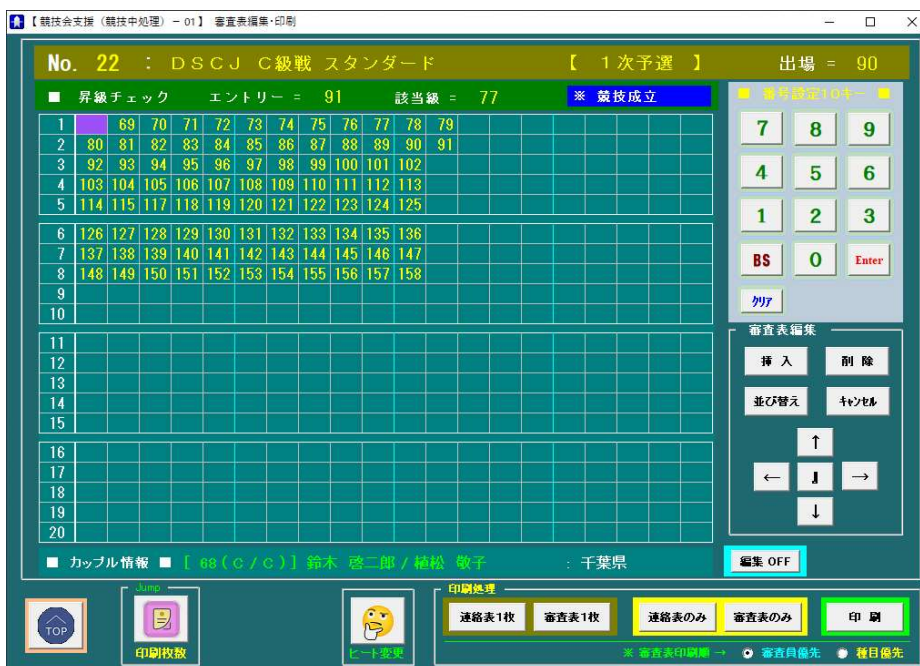 【 競技会支援（競技中処理） － 01 】 審査表編集・印刷
No. 22 ： ＤＳＣＪ Ｃ級戦 スタンダード 【 １次予選 】 出場 = 90
■ 昇級チェック エントリー = 91 該当級 = 77 ※ 競技成立
■ 番号設定10キー ■
1 69 70 71 72 73 74 75 76 77 78 79
2 80 81 82 83 84 85 86 87 88 89 90 91
3 92 93 94 95 96 97 98 99 100 101 102
4 103 104 105 106 107 108 109 110 111 112 113
5 114 115 117 118 119 120 121 122 123 124 125
6 126 127 128 129 130 131 132 133 134 135 136
7 137 138 139 140 141 142 143 144 145 146 147
8 148 149 150 151 152 153 154 155 156 157 158
9
10
11
12
13
14
15
16
17
18
19
20
7 8 9
4 5 6
1 2 3
BS 0 Enter
クリア
審査表編集
挿 入 削 除
並び替え キャンセル
↑
← ┛ →
↓
■ カップル情報 ■ [ 68(Ｃ/Ｃ)] 鈴木 啓二郎 / 植松 敬子 : 千葉県
編集 OFF
TOP
Jump
印刷枚数
ヒート変更
印刷処理
連絡表1枚 審査表1枚 連絡表のみ 審査表のみ 印 刷
※ 審査表印刷順 → 審査員優先 種目優先